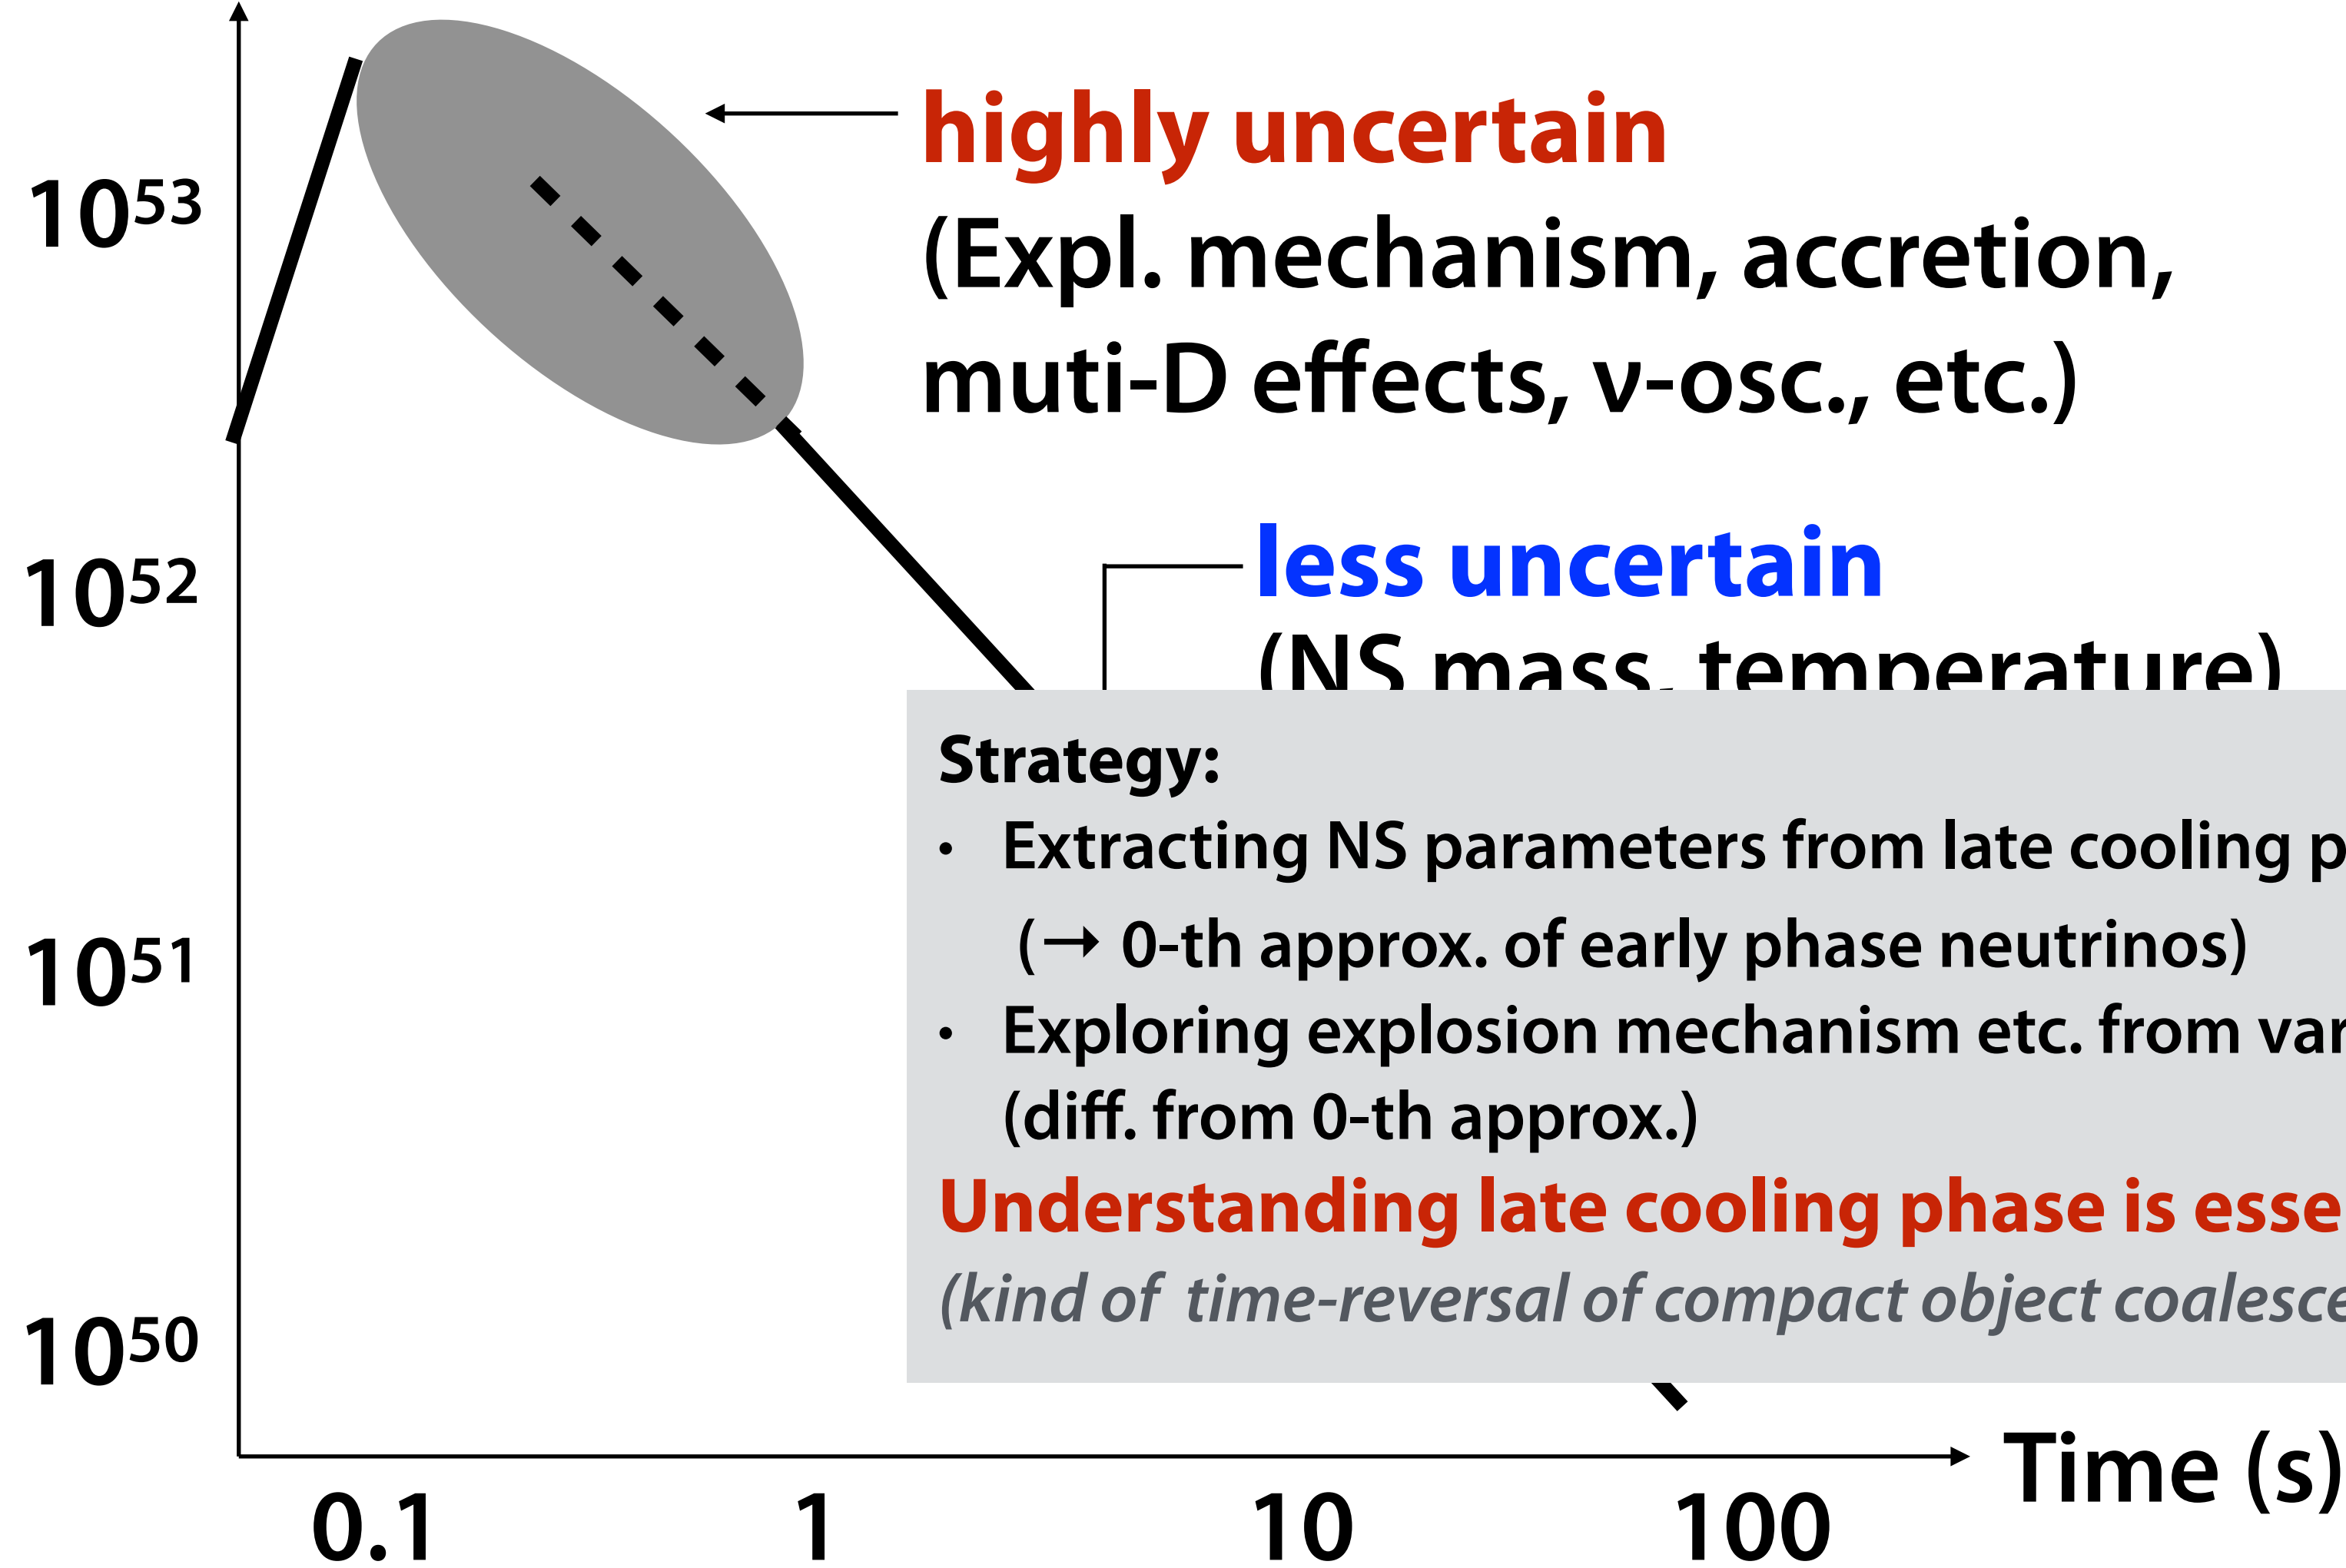 highly uncertain
10⁵³
(Expl. mechanism, accretion,
muti-D effects, ν-osc., etc.)
10⁵²
less uncertain
(NS mass, temperature)
Strategy:
• Extracting NS parameters from late cooling
10⁵¹
(→ 0-th approx. of early phase neutrinos)
• Exploring explosion mechanism etc. from
(diff. from 0-th approx.)
Understanding late cooling phase is
10⁵⁰
(kind of time-reversal of compact object
Time (s)
0.1 1 10 100